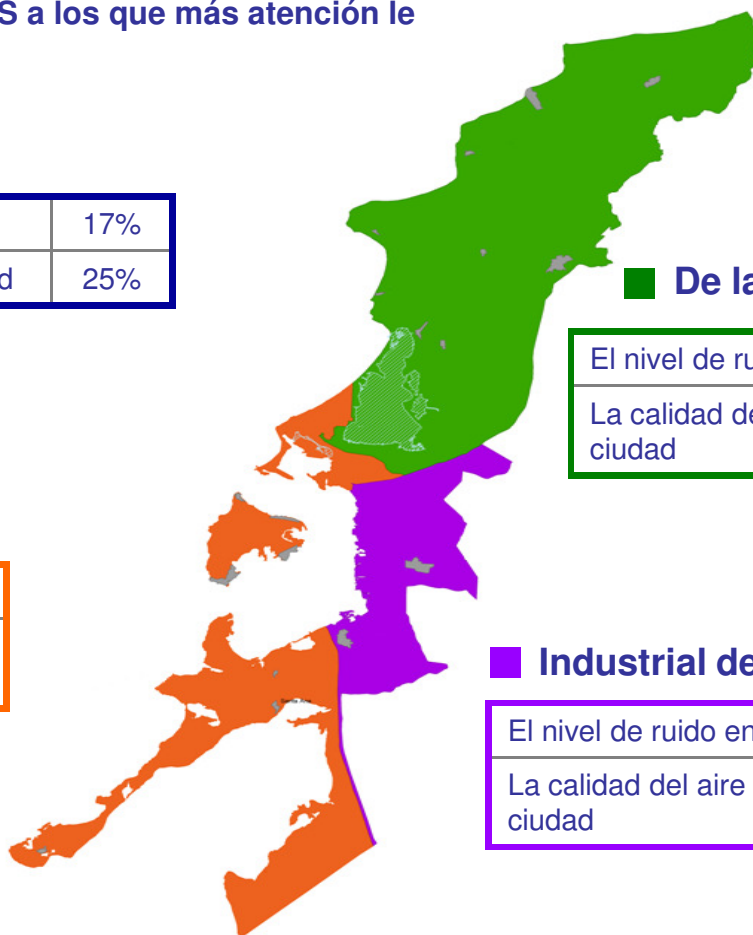 S a los que más atención le
17%
d 25%
De la
El nivel de ru
La calidad de
ciudad
Industrial de
El nivel de ruido en
La calidad del aire
ciudad